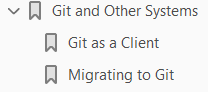 Git and Other Systems
Git as a Client
Migrating to Git